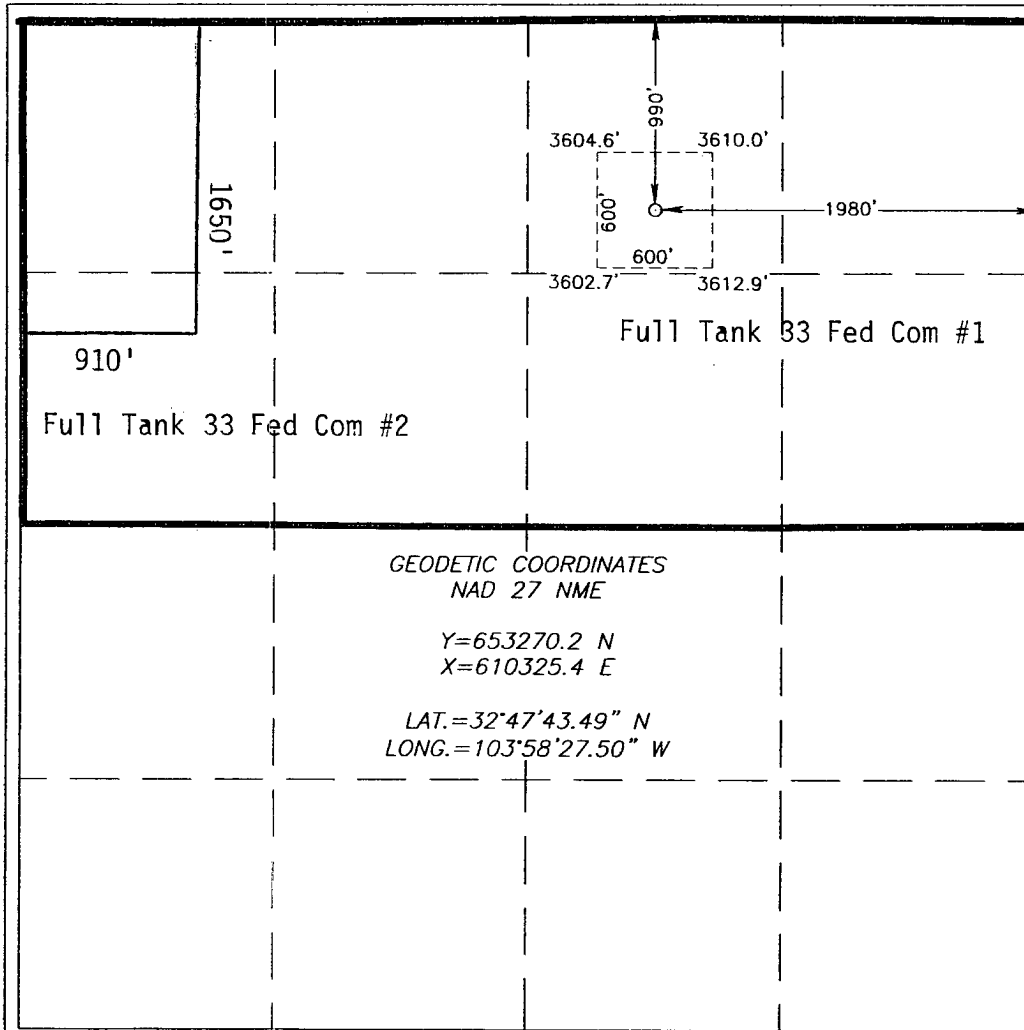 990'
3604.6' 3610.0'
1650'
600'
1980'
600'
3602.7' 3612.9'
Full Tank 33 Fed Com #1
910'
Full Tank 33 Fed Com #2
GEODETIC COORDINATES
NAD 27 NME
Y=653270.2 N
X=610325.4 E
LAT.=32°47'43.49" N
LONG.=103°58'27.50" W